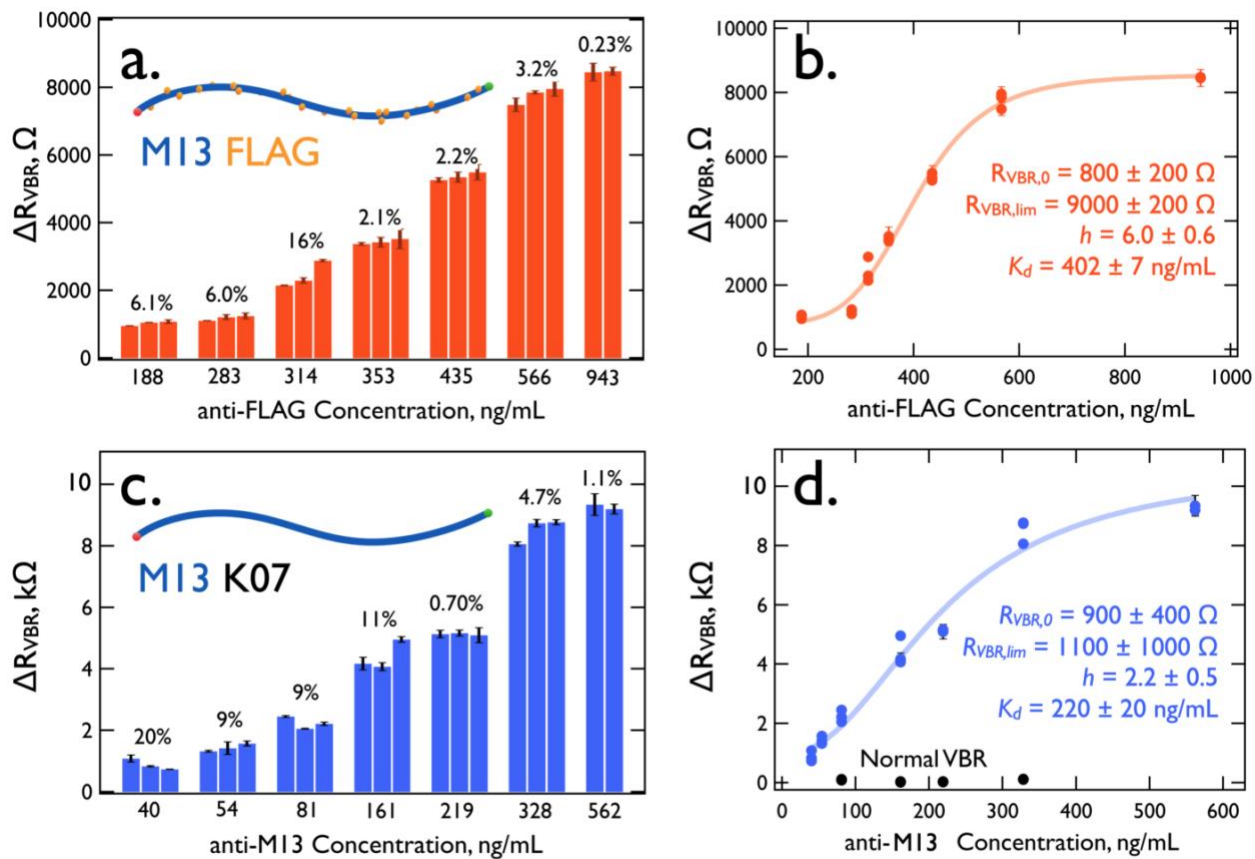 a.
10000
8000
6000
4000
2000
0
ΔRVBR, Ω
M13 FLAG
6.1%
6.0%
16%
2.1%
2.2%
3.2%
0.23%
188 283 314 353 435 566 943
anti-FLAG Concentration, ng/mL
b.
10000
8000
6000
4000
2000
0
ΔRVBR, Ω
RVBR,0 = 800 ± 200 Ω
RVBR,lim = 9000 ± 200 Ω
h = 6.0 ± 0.6
Kd = 402 ± 7 ng/mL
200 400 600 800 1000
anti-FLAG Concentration, ng/mL
c.
10
8
6
4
2
0
ΔRVBR, kΩ
M13 K07
20%
9%
9%
11%
0.70%
4.7%
1.1%
40 54 81 161 219 328 562
anti-M13 Concentration, ng/mL
d.
10
8
6
4
2
0
ΔRVBR, kΩ
RVBR,0 = 900 ± 400 Ω
RVBR,lim = 1100 ± 1000 Ω
h = 2.2 ± 0.5
Kd = 220 ± 20 ng/mL
Normal VBR
0 100 200 300 400 500 600
anti-M13 Concentration, ng/mL